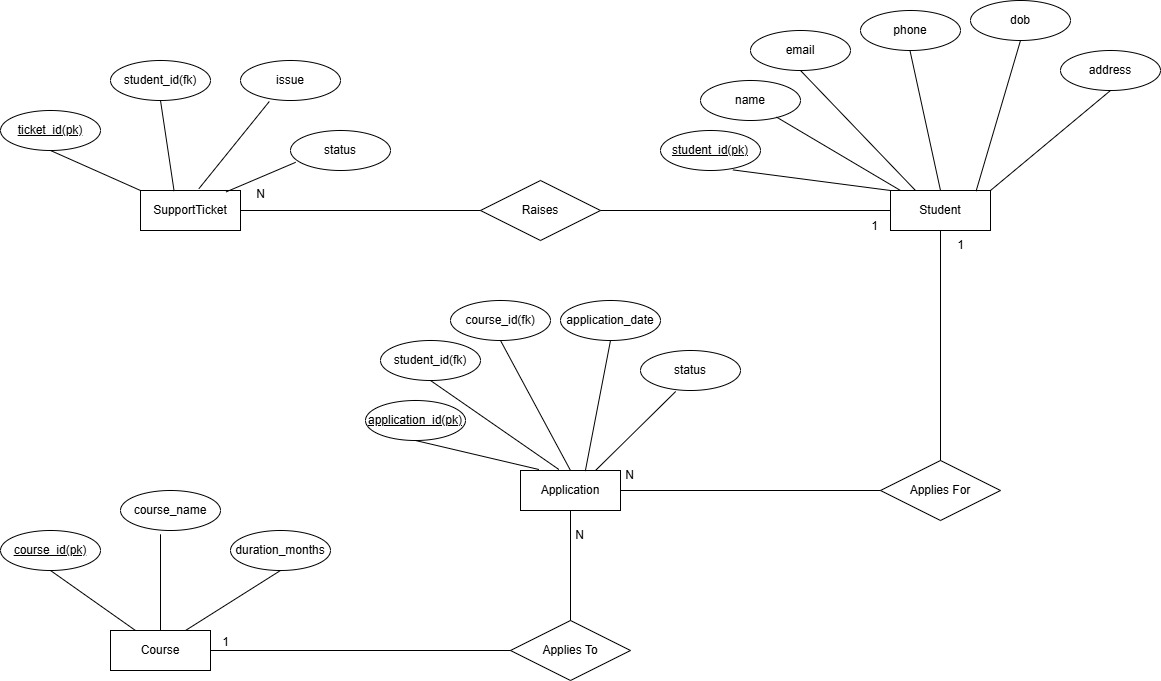 dob
phone
email
address
student_id(fk)
issue
name
ticket_id(pk)
status
student_id(pk)
N
SupportTicket
Raises
Student
1
1
course_id(fk)
application_date
student_id(fk)
status
application_id(pk)
N
Application
Applies For
course_name
N
course_id(pk)
duration_months
1
Course
Applies To